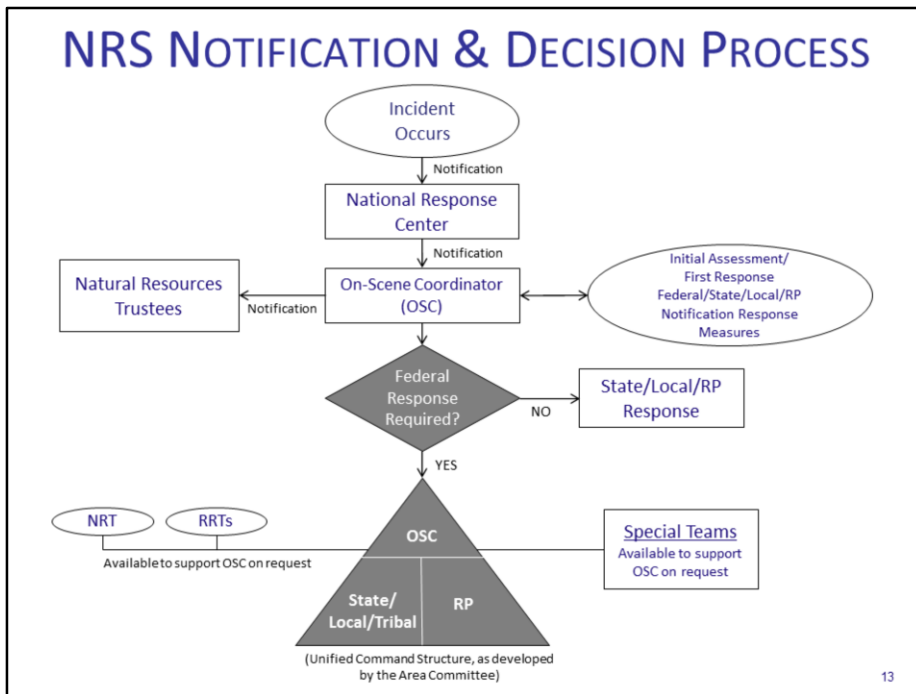 NRS NOTIFICATION & DECISION PROCESS
Incident
Occurs
Notification
National Response
Center
Notification
Natural Resources
Trustees
Notification
On-Scene Coordinator
(OSC)
Initial Assessment/
First Response
Federal/State/Local/RP
Notification Response
Measures
Federal
Response
Required?
NO
State/Local/RP
Response
YES
NRT
RRTs
Available to support OSC on request
OSC
State/
Local/Tribal
RP
Special Teams
Available to support
OSC on request
(Unified Command Structure, as developed
by the Area Committee)
13